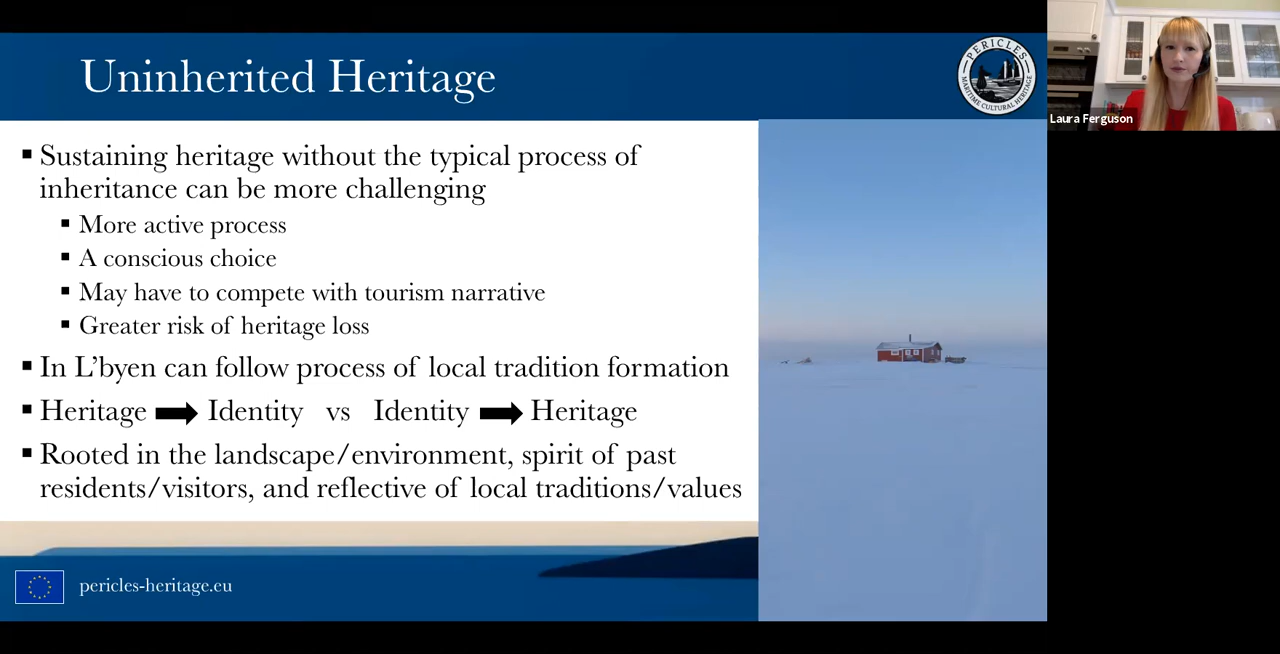 Uninherited Heritage
PERICLES
MARITIME CULTURAL HERITAGE
Laura Ferguson
▪ Sustaining heritage without the typical process of
inheritance can be more challenging
▪ More active process
▪ A conscious choice
▪ May have to compete with tourism narrative
▪ Greater risk of heritage loss
▪ In L’byen can follow process of local tradition formation
▪ Heritage ➡ Identity vs Identity ➡ Heritage
▪ Rooted in the landscape/environment, spirit of past
residents/visitors, and reflective of local traditions/values
pericles-heritage.eu